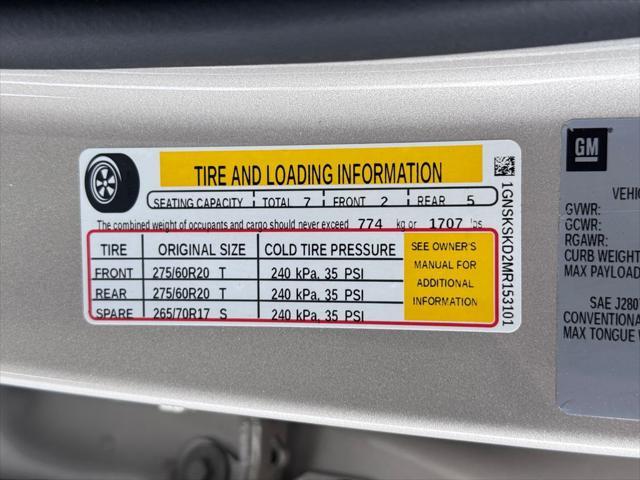 TIRE AND LOADING INFORMATION
SEATING CAPACITY TOTAL 7 FRONT 2 REAR 5
The combined weight of occupants and cargo should never exceed 774 kg or 1707 lbs
TIRE ORIGINAL SIZE COLD TIRE PRESSURE
FRONT 275/60R20 T 240 kPa, 35 PSI
REAR 275/60R20 T 240 kPa, 35 PSI
SPARE 265/70R17 S 240 kPa, 35 PSI
SEE OWNER'S
MANUAL FOR
ADDITIONAL
INFORMATION
1GNSKSKD2MR153101
GM
VEHIC
GVWR:
GCWR:
RGAWR:
CURB WEIGHT
MAX PAYLOAD
SAE J2807
CONVENTIONA
MAX TONGUE W